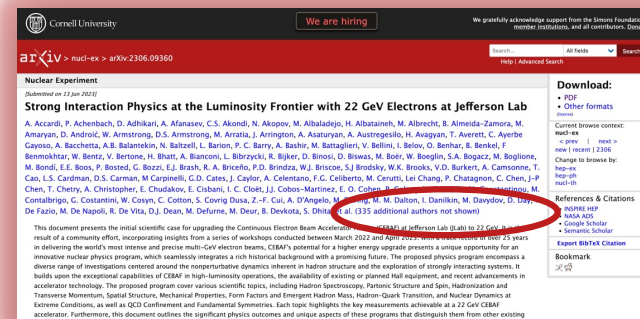 Cornell University
We are hiring
We gratefully acknowledge support from the Simons Foundation
member institutions, and all contributors.
arXiv > nucl-ex > arXiv:2306.09360
Search...
All fields
Search
Help | Advanced Search
Nuclear Experiment
[Submitted on 13 Jun 2023]
Strong Interaction Physics at the Luminosity Frontier with 22 GeV Electrons at Jefferson Lab
A. Accardi, P. Achenbach, D. Adhikari, A. Afanasev, C.S. Akondi, N. Akopov, M. Albaladejo, H. Albataineh, M. Albrecht, B. Almeida-Zamora, M.
Amaryan, D. Androić, W. Armstrong, D.S. Armstrong, M. Arratia, J. Arrington, A. Asaturyan, A. Austregesilo, H. Avagyan, T. Averett, C. Ayerbe
Gayoso, A. Bacchetta, A.B. Balantekin, N. Baltzell, L. Barion, P. C. Barry, A. Bashir, M. Battaglieri, V. Bellini, I. Belov, O. Benhar, B. Benkel, F
Benmokhtar, W. Bentz, V. Bertone, H. Bhatt, A. Bianconi, L. Bibrzycki, R. Bijker, D. Binosi, D. Biswas, M. Boër, W. Boeglin, S.A. Bogacz, M. Boglione,
M. Bondí, E.E. Boos, P. Bosted, G. Bozzi, E.J. Brash, R. A. Briceño, P.D. Brindza, W.J. Briscoe, S.J Brodsky, W.K. Brooks, V.D. Burkert, A. Camsonne, T.
Cao, L.S. Cardman, D.S. Carman, M Carpinelli, G.D. Cates, J. Caylor, A. Celentano, F.G. Celiberto, M. Cerutti, Lei Chang, P. Chatagnon, C. Chen, J-P
Chen, T. Chetry, A. Christopher, E. Chudakov, E. Cisbani, I. C. Cloët, J.J. Cobos-Martinez, E. O. Cohen, P. M. Constantinou, M.
Contalbrigo, G. Costantini, W. Cosyn, C. Cotton, S. Covrig Dusa, Z.-F. Cui, A. D'Angelo, M. M. M. Dalton, I. Danilkin, M. Davydov, D. Day,
De Fazio, M. De Napoli, R. De Vita, D.J. Dean, M. Defurne, M. Deur, B. Devkota, S. Dhital et al. (335 additional authors not shown)
This document presents the initial scientific case for upgrading the Continuous Electron Beam Accelerator Facility (CEBAF) at Jefferson Lab (JLab) to 22 GeV. It is the
result of a community effort, incorporating insights from a series of workshops conducted between March 2022 and April 2023. With a track record of over 25 years
in delivering the world's most intense and precise multi-GeV electron beams, CEBAF's potential for a higher energy upgrade presents a unique opportunity for an
innovative nuclear physics program, which seamlessly integrates a rich historical background with a promising future. The proposed physics program encompass a
diverse range of investigations centered around the nonperturbative dynamics inherent in hadron structure and the exploration of strongly interacting systems. It
builds upon the exceptional capabilities of CEBAF in high-luminosity operations, the availability of existing or planned Hall equipment, and recent advancements in
accelerator technology. The proposed program cover various scientific topics, including Hadron Spectroscopy, Partonic Structure and Spin, Hadronization and
Transverse Momentum, Spatial Structure, Mechanical Properties, Form Factors and Emergent Hadron Mass, Hadron-Quark Transition, and Nuclear Dynamics at
Extreme Conditions, as well as QCD Confinement and Fundamental Symmetries. Each topic highlights the key measurements achievable at a 22 GeV CEBAF
accelerator. Furthermore, this document outlines the significant physics outcomes and unique aspects of these programs that distinguish them from other existing
Download:
• PDF
• Other formats
(license)
Current browse context:
nucl-ex
< prev | next >
new | recent | 2306
Change to browse by:
hep-ex
hep-ph
nucl-th
References & Citations
• INSPIRE HEP
• NASA ADS
• Google Scholar
• Semantic Scholar
Export BibTeX Citation
Bookmark